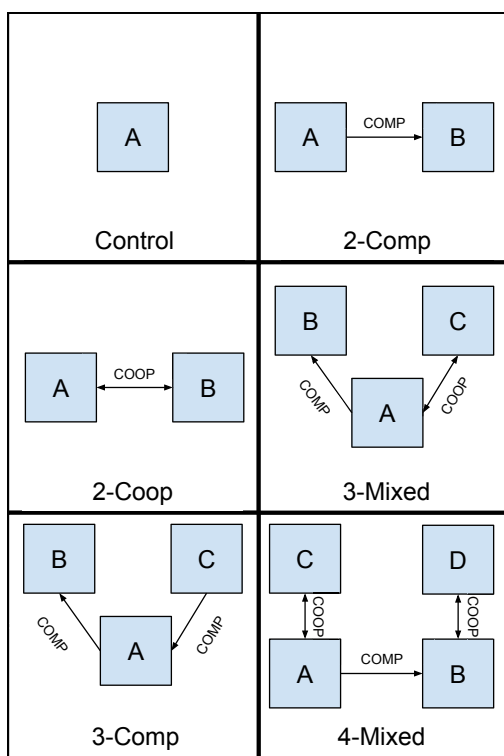 A
Control
A
COMP
B
2-Comp
A
COOP
B
2-Coop
B
C
COMP
COOP
A
3-Mixed
B
C
COMP
COMP
A
3-Comp
C
D
COOP
COOP
A
COMP
B
4-Mixed